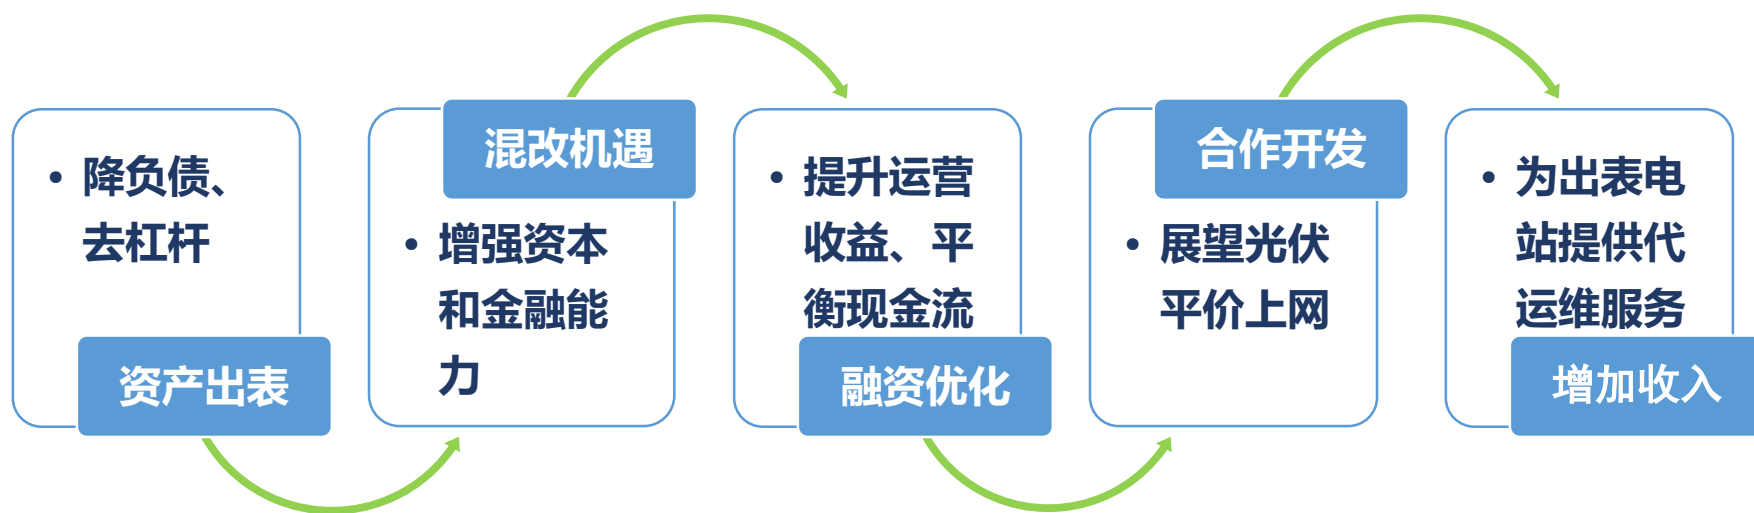 • 降负债、
去杠杆
资产出表
混改机遇
• 增强资本
和金融能
力
• 提升运营
收益、平
衡现金流
融资优化
合作开发
• 展望光伏
平价上网
• 为出表电
站提供代
运维服务
增加收入